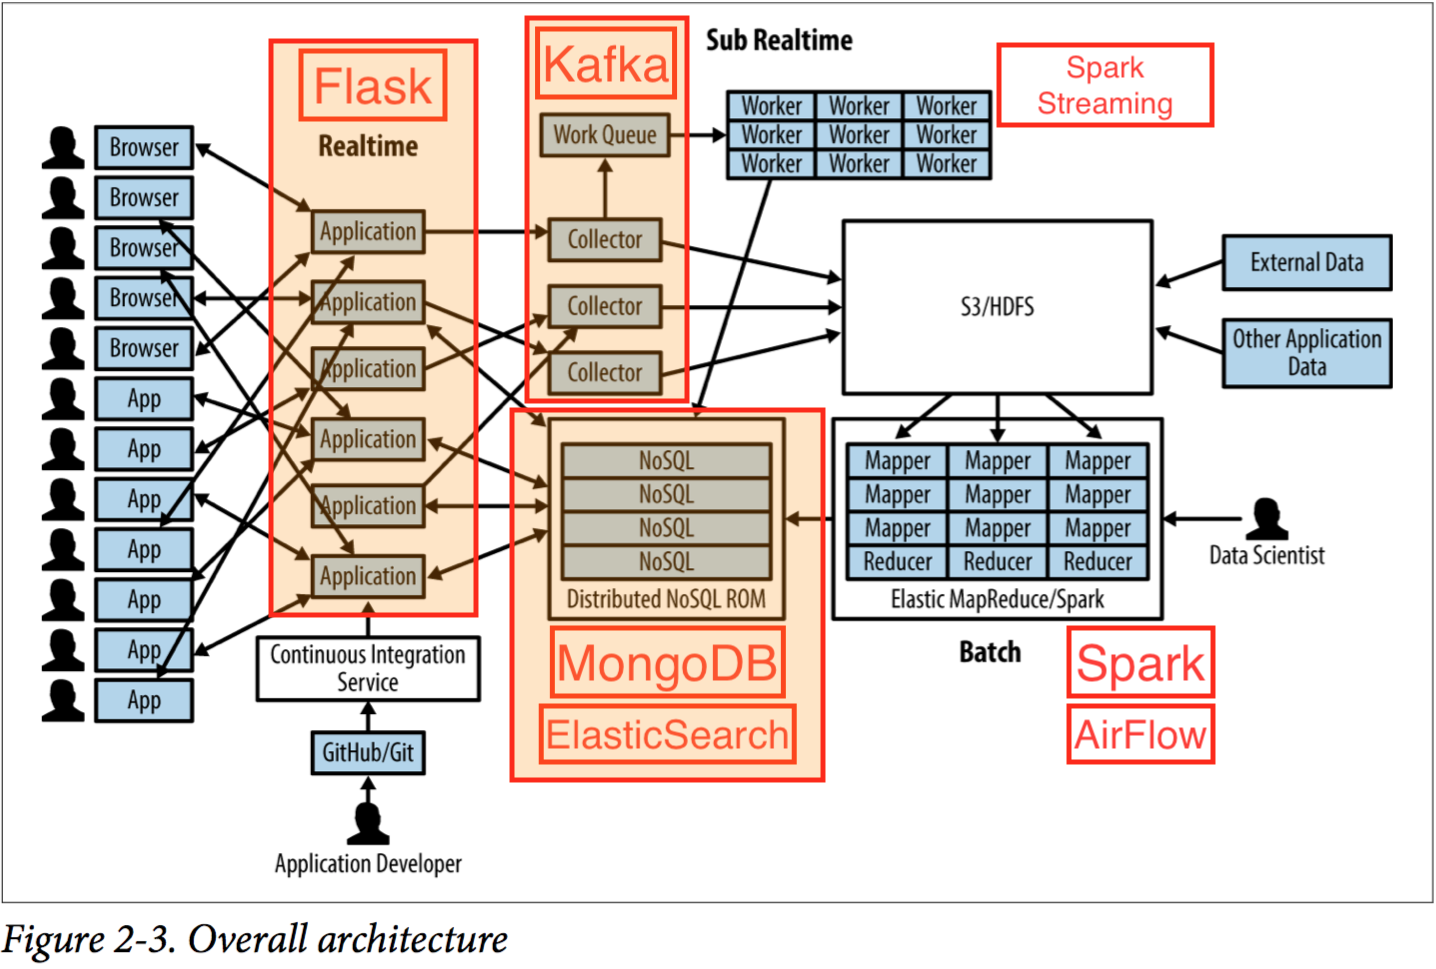 Flask
Realtime
Kafka
Sub Realtime
Spark
Streaming
Browser
Browser
Browser
Browser
Browser
App
App
App
App
App
App
App
Application
Application
Application
Application
Application
Application
Work Queue
Collector
Collector
Collector
Worker Worker Worker
Worker Worker Worker
Worker Worker Worker
S3/HDFS
External Data
Other Application
Data
NoSQL
NoSQL
NoSQL
NoSQL
Distributed NoSQL ROM
MongoDB
ElasticSearch
Mapper Mapper Mapper
Mapper Mapper Mapper
Mapper Mapper Mapper
Reducer Reducer Reducer
Elastic MapReduce/Spark
Batch
Spark
AirFlow
Data Scientist
Continuous Integration
Service
GitHub/Git
Application Developer
Figure 2-3. Overall architecture